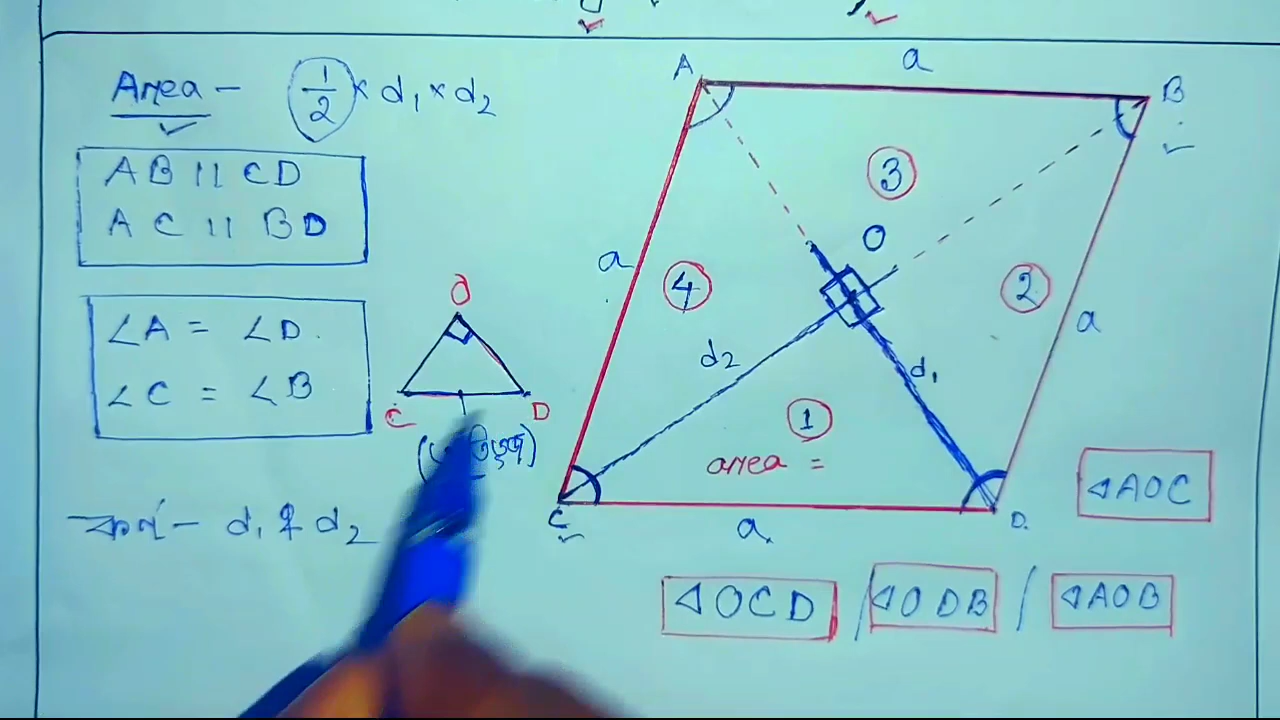 Area - 1/2 × d₁ × d₂
AB || CD
AC || BD
∠A = ∠D.
∠C = ∠B
O
C D
কর্ন - d₁ ও d₂
A a B
3
O
a 4 2 a
d₂ d₁
1
area =
C a D
◁AOC
◁OCD / ◁ODB / ◁AOB